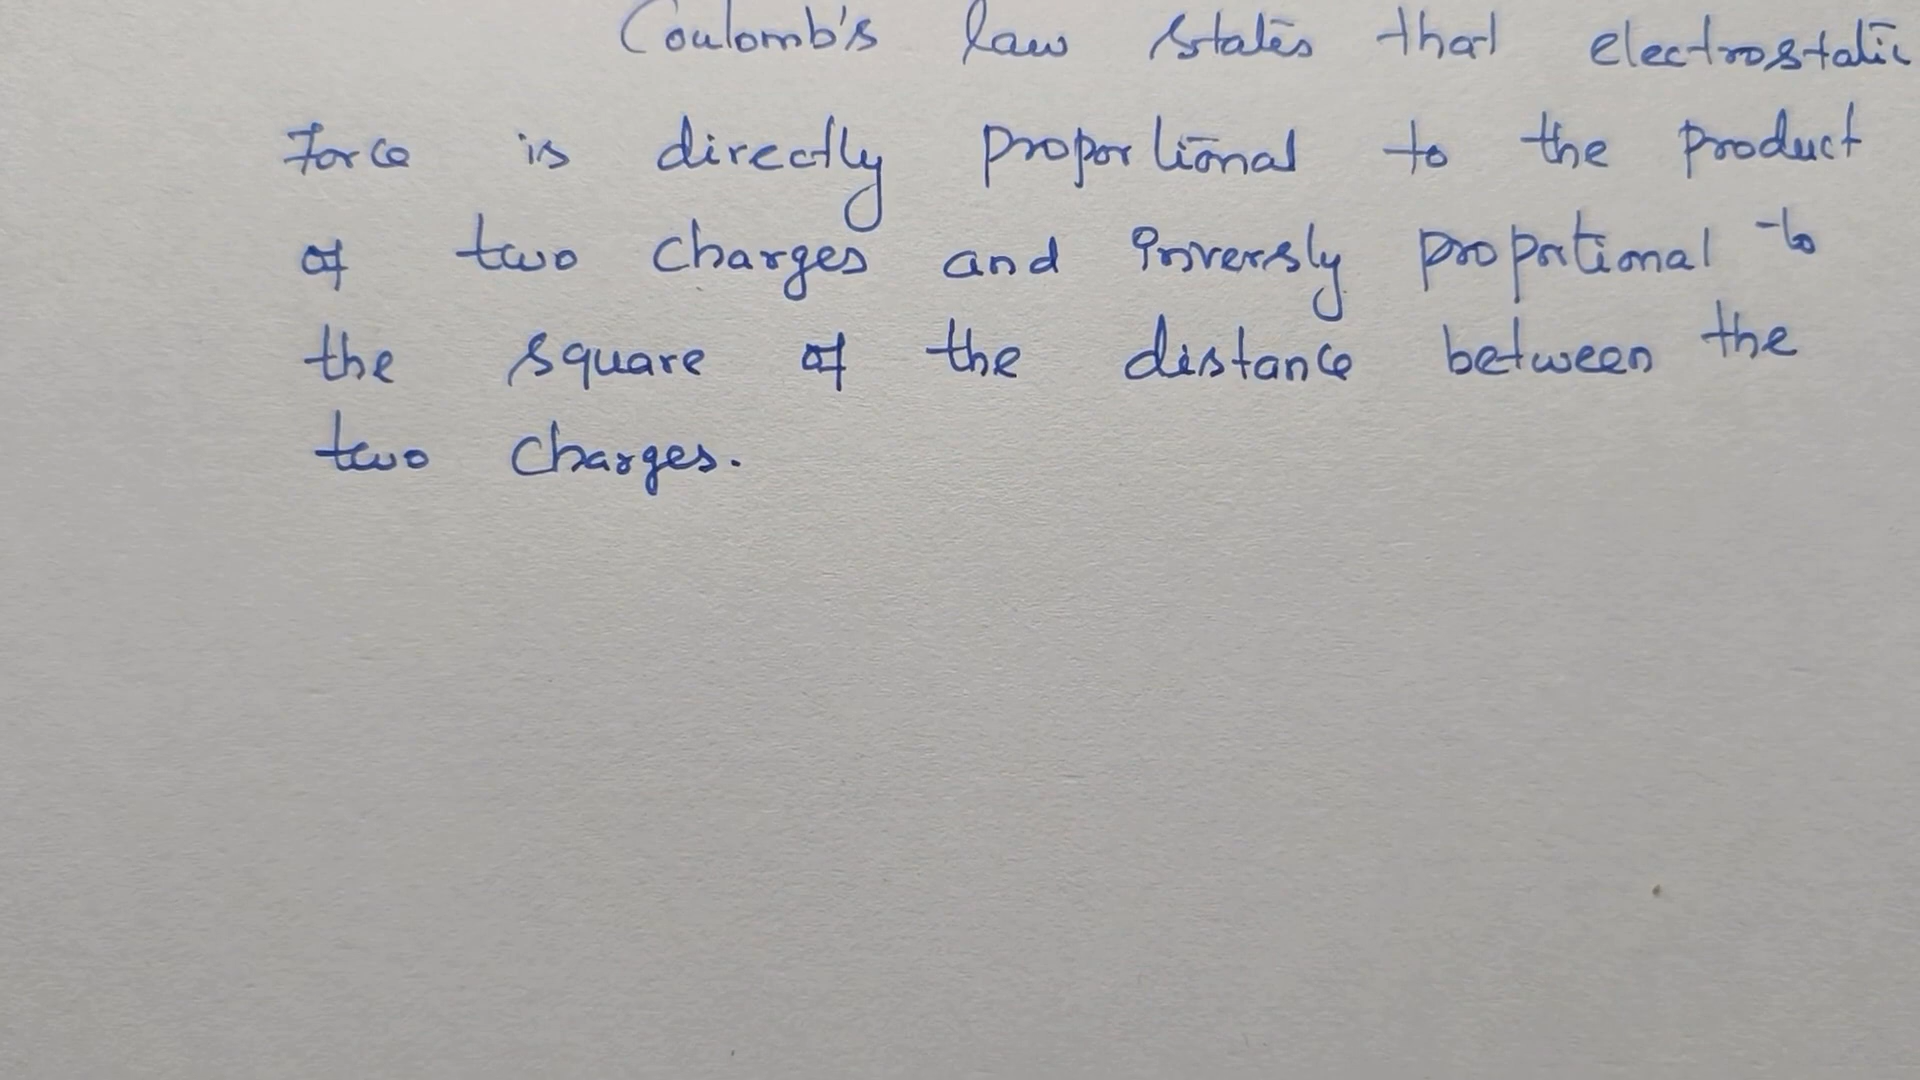 Coulomb's law states that electrostatic
Force is directly proportional to the product
of two charges and inversly proportional to
the square of the distance between the
two charges.